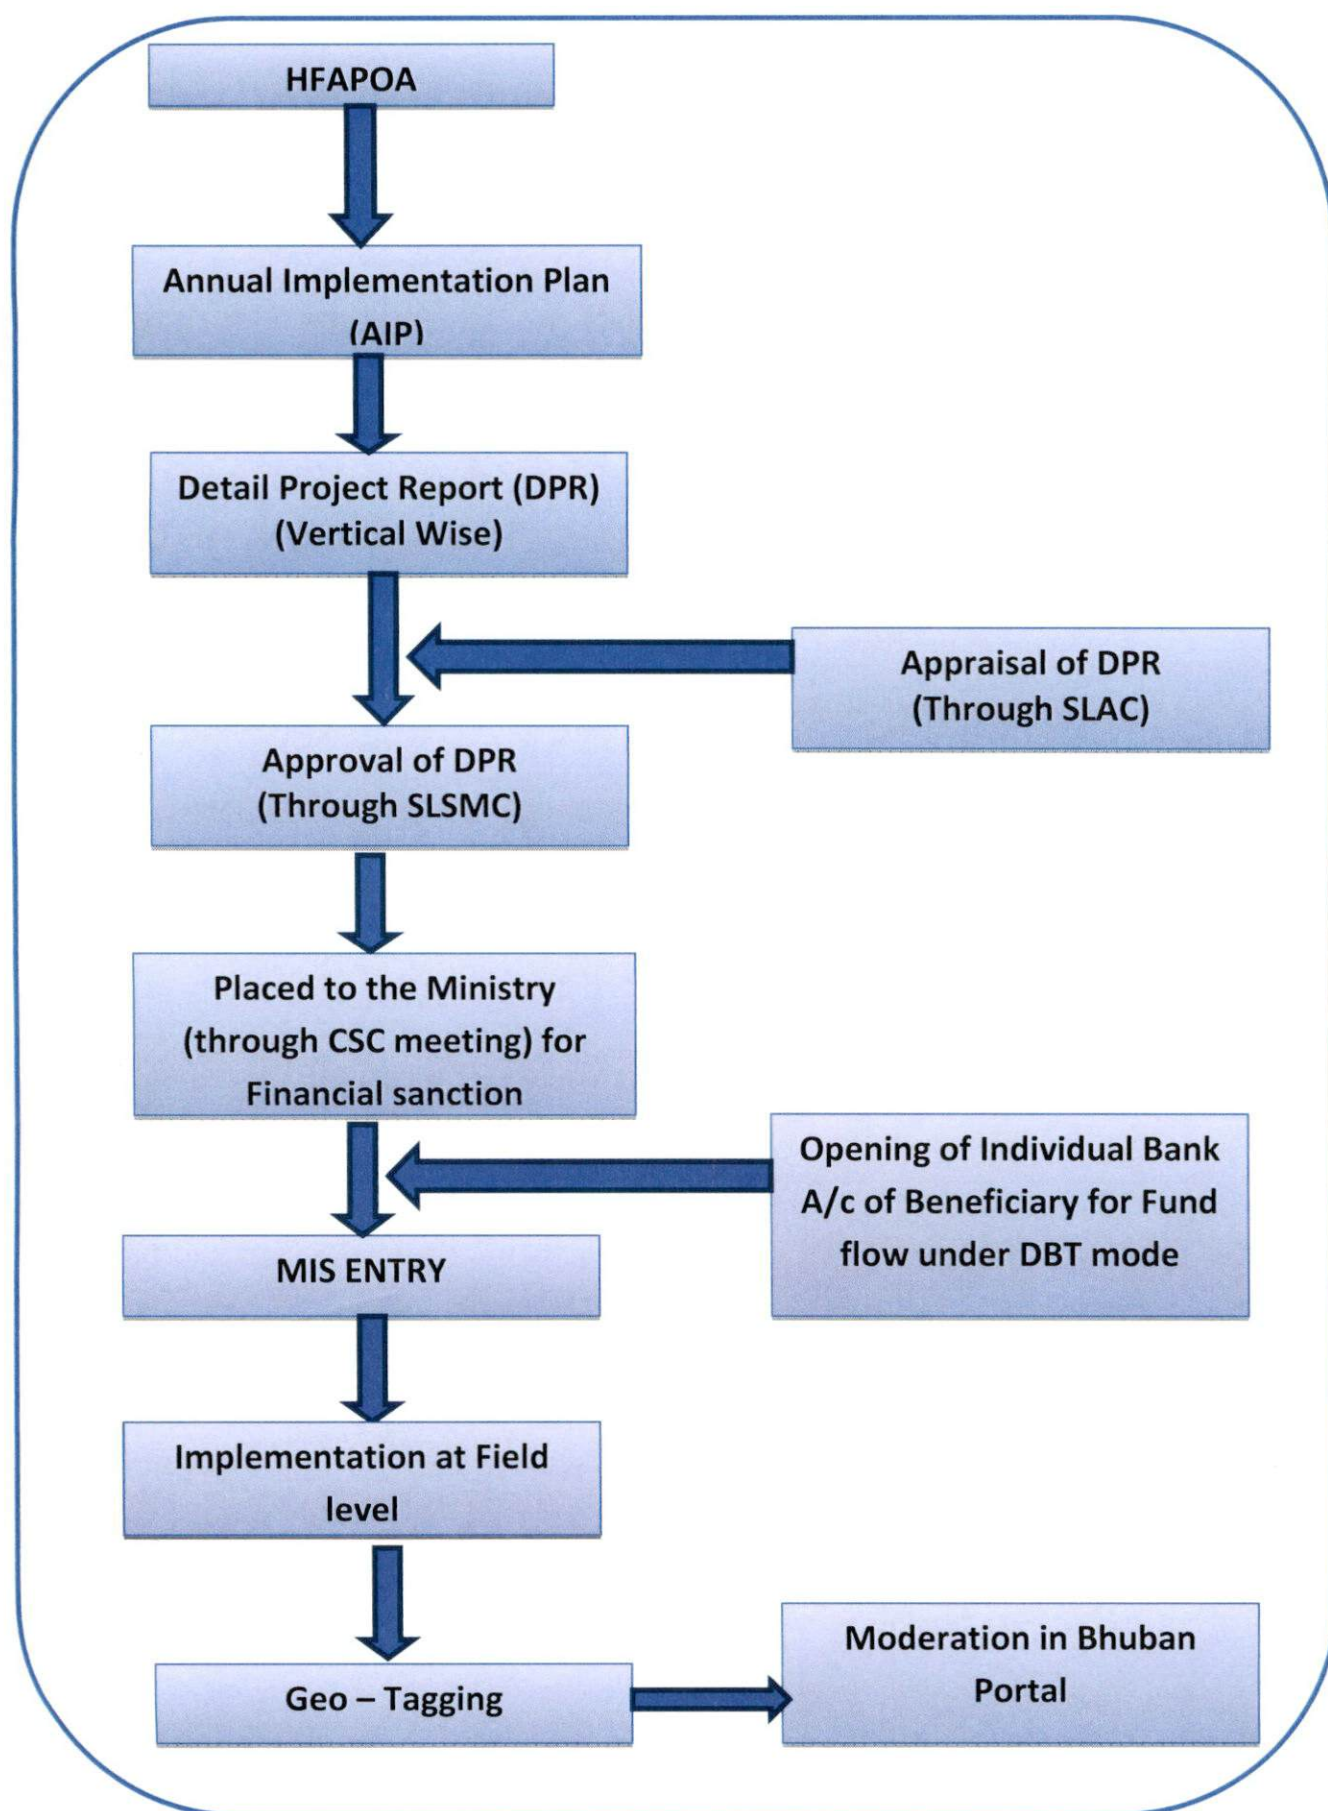 HFAPOA
Annual Implementation Plan
(AIP)
Detail Project Report (DPR)
(Vertical Wise)
Appraisal of DPR
(Through SLAC)
Approval of DPR
(Through SLSMC)
Placed to the Ministry
(through CSC meeting) for
Financial sanction
Opening of Individual Bank
A/c of Beneficiary for Fund
flow under DBT mode
MIS ENTRY
Implementation at Field
level
Geo – Tagging
Moderation in Bhuban
Portal